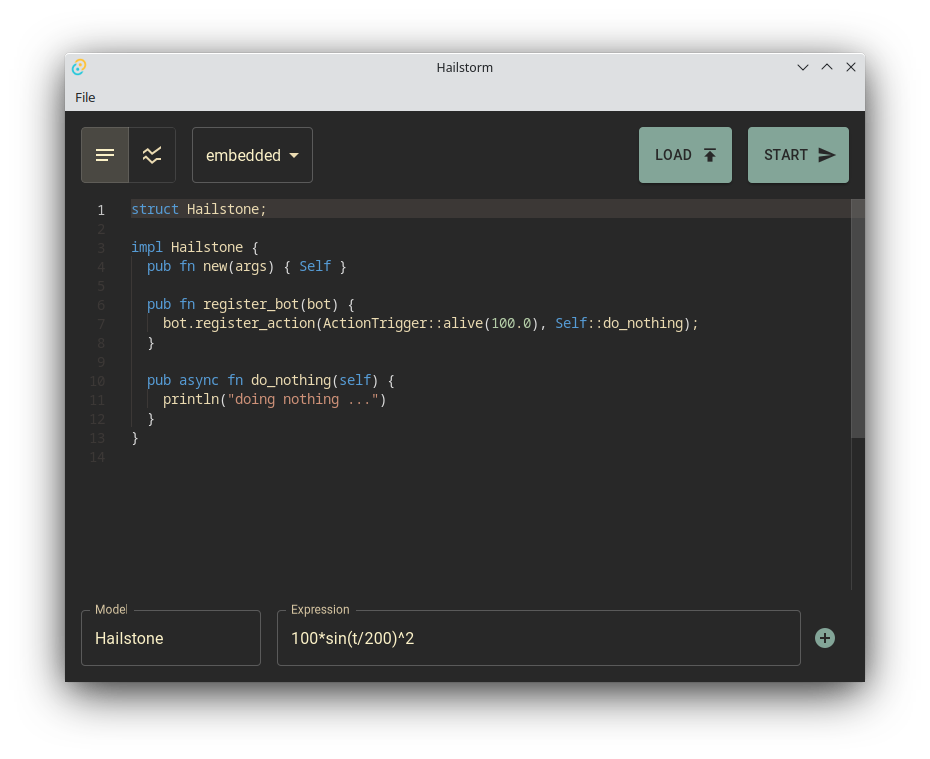 Hailstorm
File
embedded
LOAD
START
1 struct Hailstone;
2
3 impl Hailstone {
4   pub fn new(args) { Self }
5
6   pub fn register_bot(bot) {
7     bot.register_action(ActionTrigger::alive(100.0), Self::do_nothing);
8   }
9
10   pub async fn do_nothing(self) {
11     println("doing nothing ...")
12   }
13 }
14
Model
Hailstone
Expression
100*sin(t/200)^2